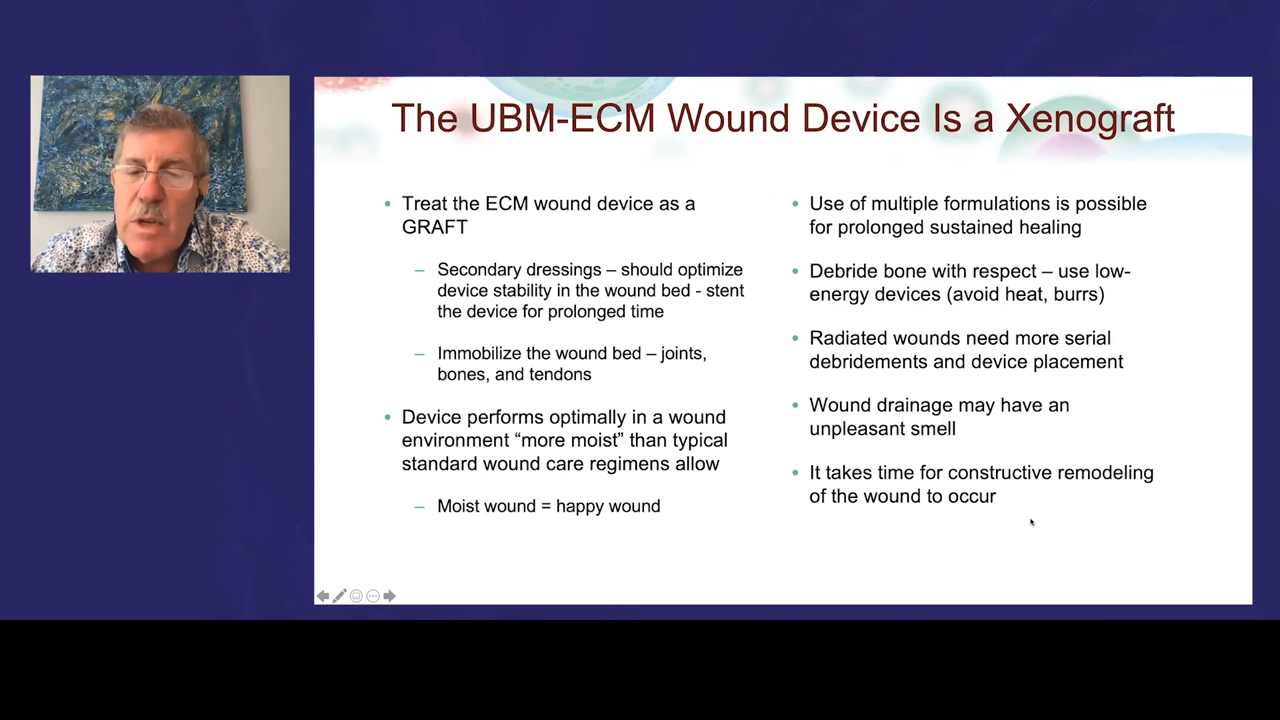 The UBM-ECM Wound Device Is a Xenograft
• Treat the ECM wound device as a
GRAFT
– Secondary dressings – should optimize
device stability in the wound bed - stent
the device for prolonged time
– Immobilize the wound bed – joints,
bones, and tendons
• Device performs optimally in a wound
environment “more moist” than typical
standard wound care regimens allow
– Moist wound = happy wound
• Use of multiple formulations is possible
for prolonged sustained healing
• Debride bone with respect – use low-
energy devices (avoid heat, burrs)
• Radiated wounds need more serial
debridements and device placement
• Wound drainage may have an
unpleasant smell
• It takes time for constructive remodeling
of the wound to occur